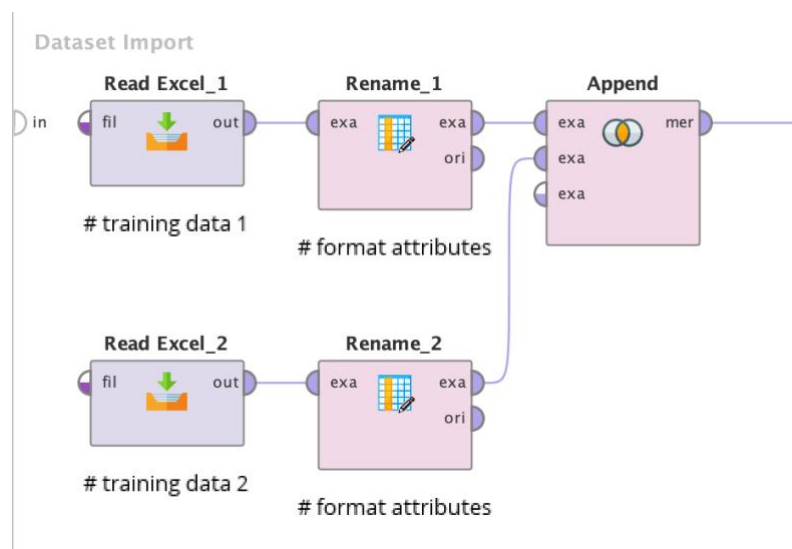 Dataset Import
Read Excel_1
Rename_1
Append
in
fil
out
exa
exa
exa
mer
ori
exa
exa
# training data 1
# format attributes
Read Excel_2
Rename_2
fil
out
exa
exa
ori
# training data 2
# format attributes